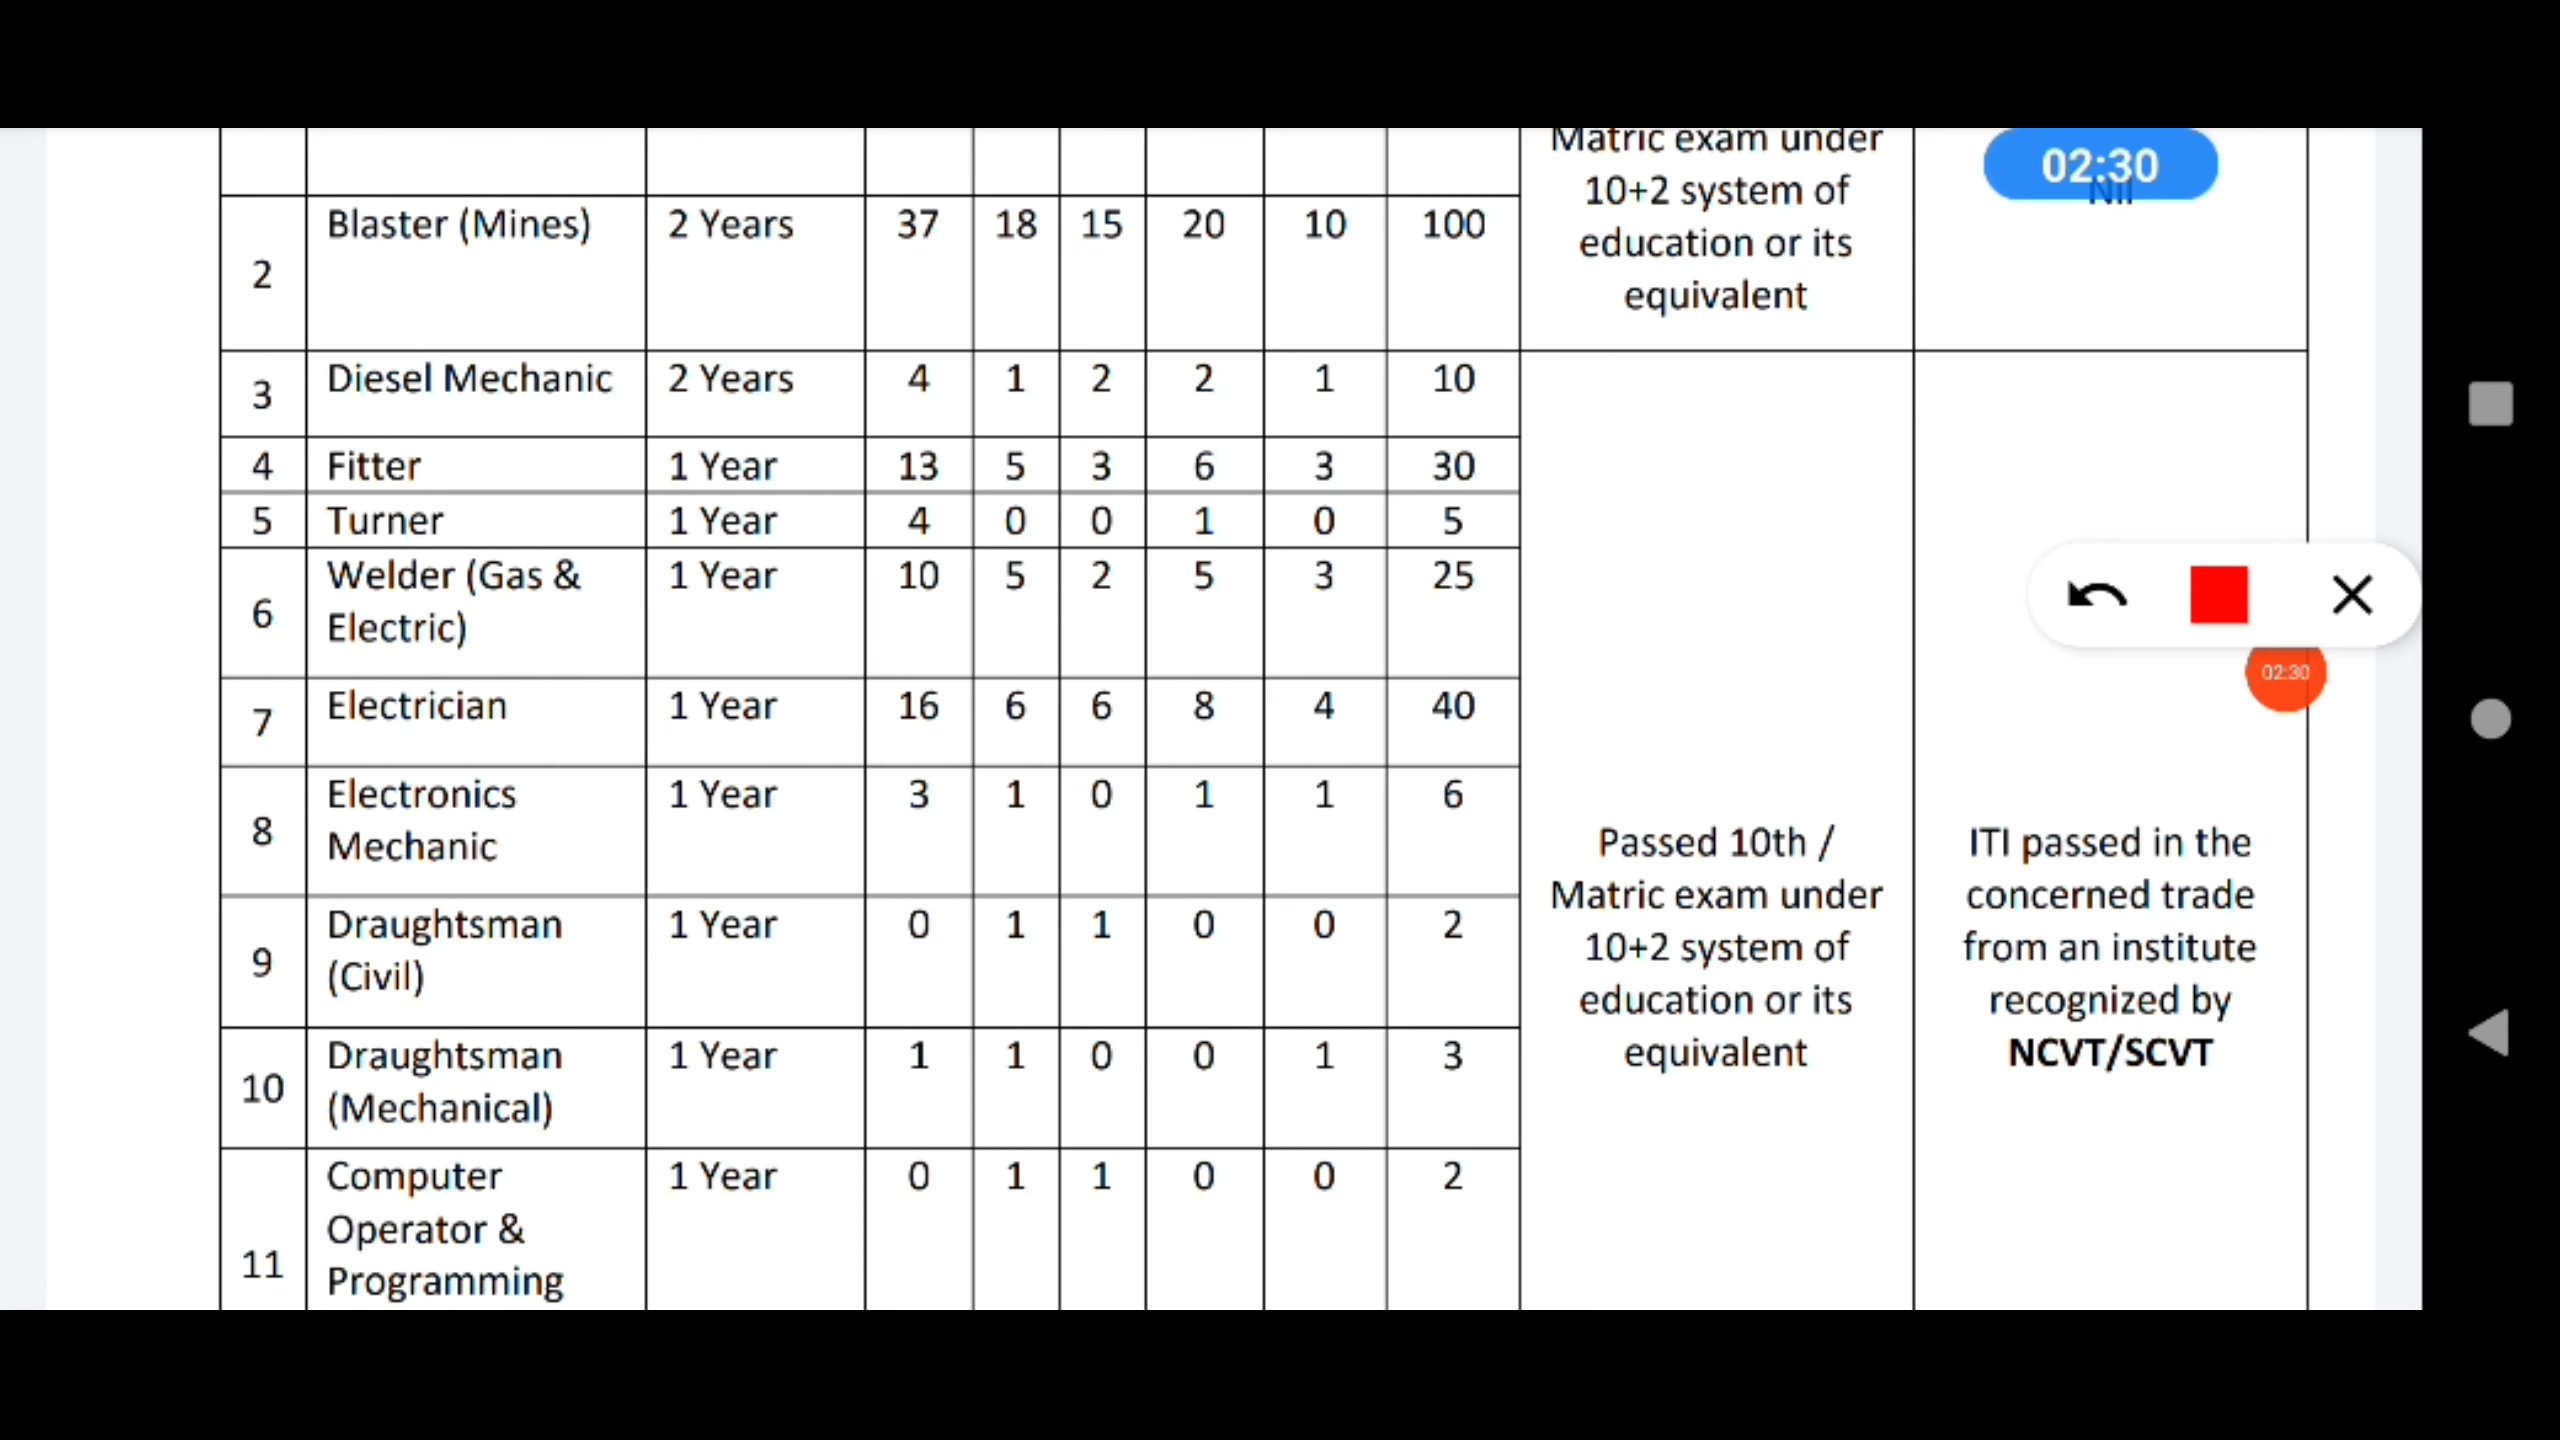 Matric exam under
10+2 system of
education or its
equivalent
02:30
Nil
2 Blaster (Mines) 2 Years 37 18 15 20 10 100
3 Diesel Mechanic 2 Years 4 1 2 2 1 10
4 Fitter 1 Year 13 5 3 6 3 30
5 Turner 1 Year 4 0 0 1 0 5
6 Welder (Gas & 1 Year 10 5 2 5 3 25
Electric)
02:30
7 Electrician 1 Year 16 6 6 8 4 40
8 Electronics 1 Year 3 1 0 1 1 6
Mechanic
9 Draughtsman 1 Year 0 1 1 0 0 2
(Civil)
10 Draughtsman 1 Year 1 1 0 0 1 3
(Mechanical)
11 Computer 1 Year 0 1 1 0 0 2
Operator &
Programming
Passed 10th /
Matric exam under
10+2 system of
education or its
equivalent
ITI passed in the
concerned trade
from an institute
recognized by
NCVT/SCVT